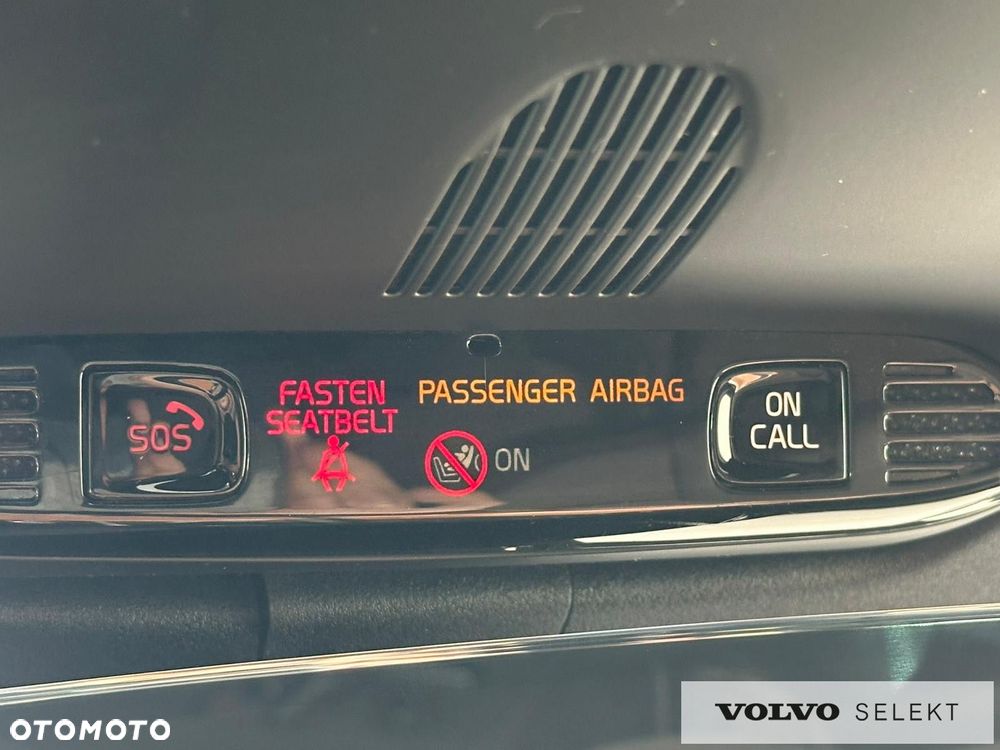 SOS
FASTEN
SEATBELT
PASSENGER AIRBAG
ON
ON
CALL
VOLVO SELEKT
OTOMOTO